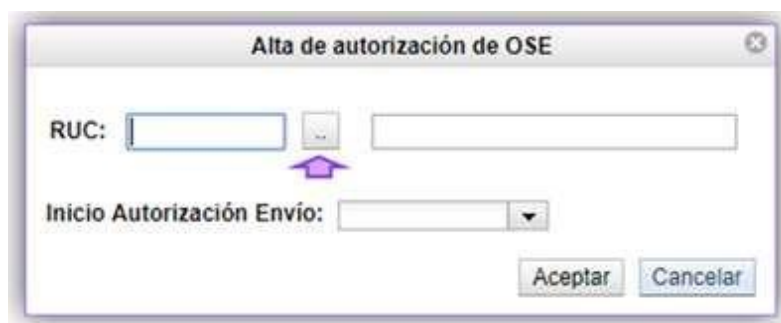 Alta de autorización de OSE
RUC: ..
Inicio Autorización Envío:
Aceptar Cancelar